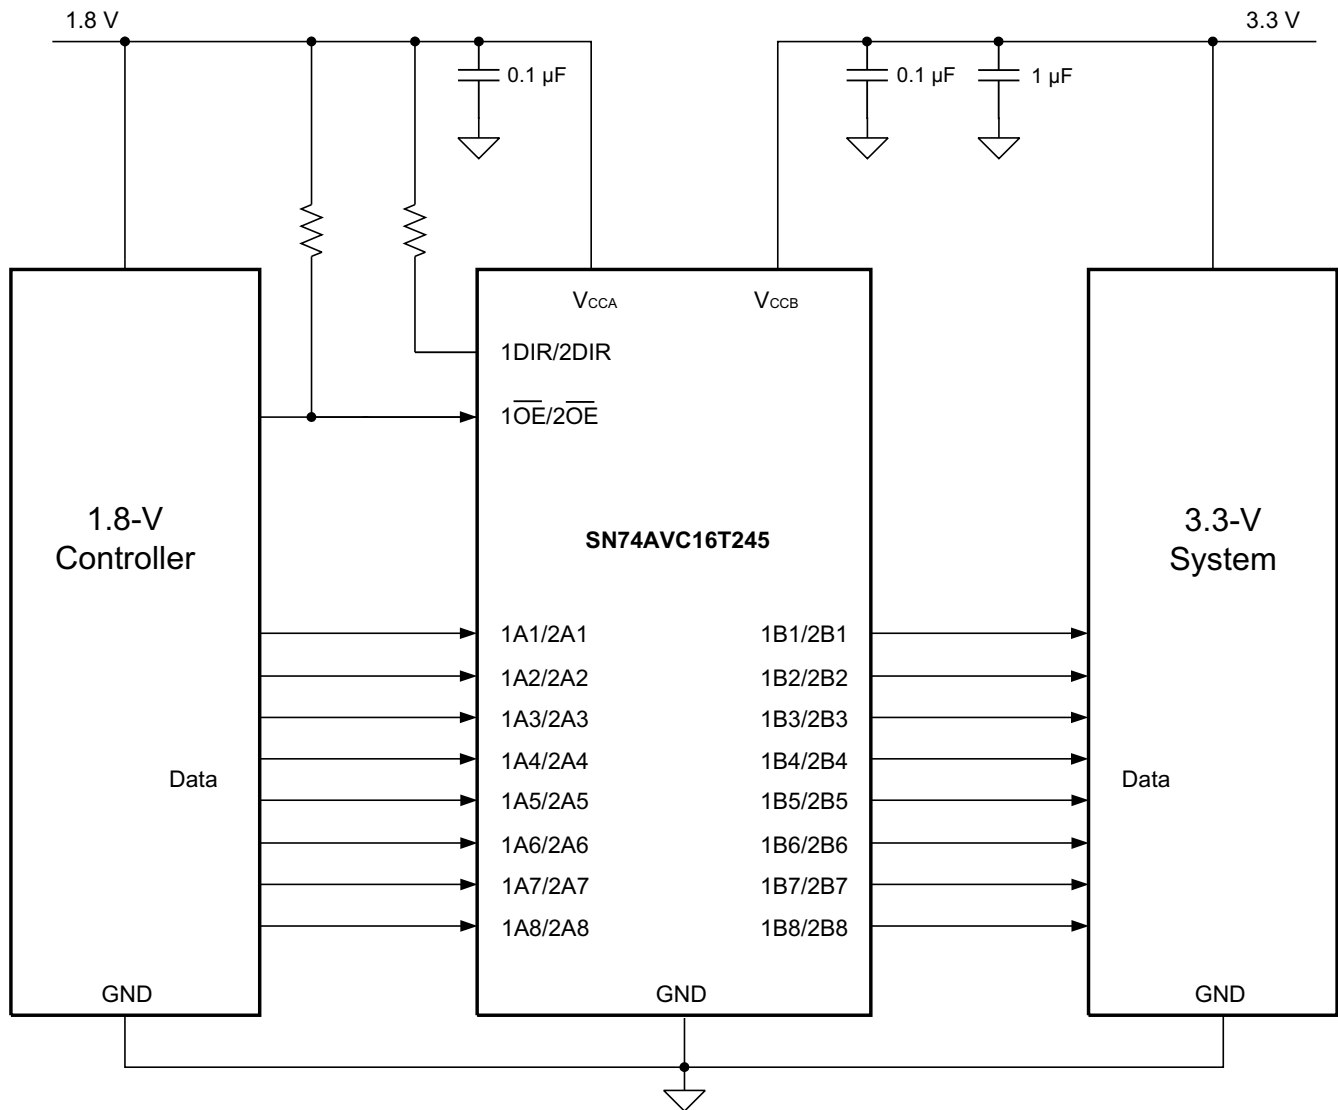 1.8 V
3.3 V
0.1 µF
0.1 µF
1 µF
VCCA
VCCB
1DIR/2DIR
1O̅E̅/2O̅E̅
1.8-V
Controller
SN74AVC16T245
3.3-V
System
1A1/2A1
1B1/2B1
1A2/2A2
1B2/2B2
1A3/2A3
1B3/2B3
1A4/2A4
1B4/2B4
Data
Data
1A5/2A5
1B5/2B5
1A6/2A6
1B6/2B6
1A7/2A7
1B7/2B7
1A8/2A8
1B8/2B8
GND
GND
GND